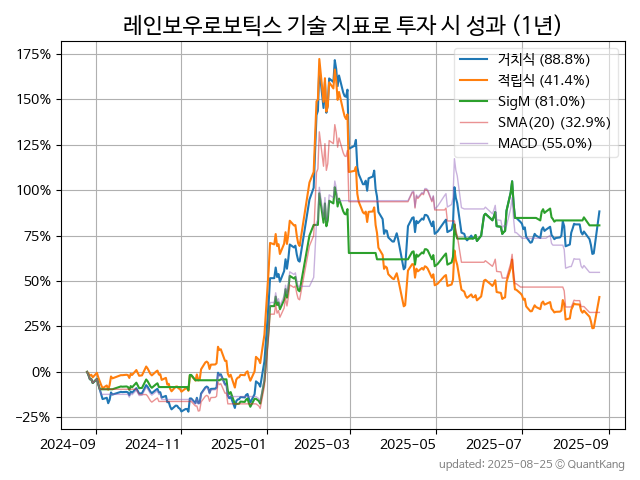 레인보우로보틱스 기술 지표로 투자 시 성과 (1년)
거치식 (88.8%)
적립식 (41.4%)
SigM (81.0%)
SMA(20) (32.9%)
MACD (55.0%)
175%
150%
125%
100%
75%
50%
25%
0%
−25%
2024-09 2024-11 2025-01 2025-03 2025-05 2025-07 2025-09
updated: 2025-08-25 © QuantKang